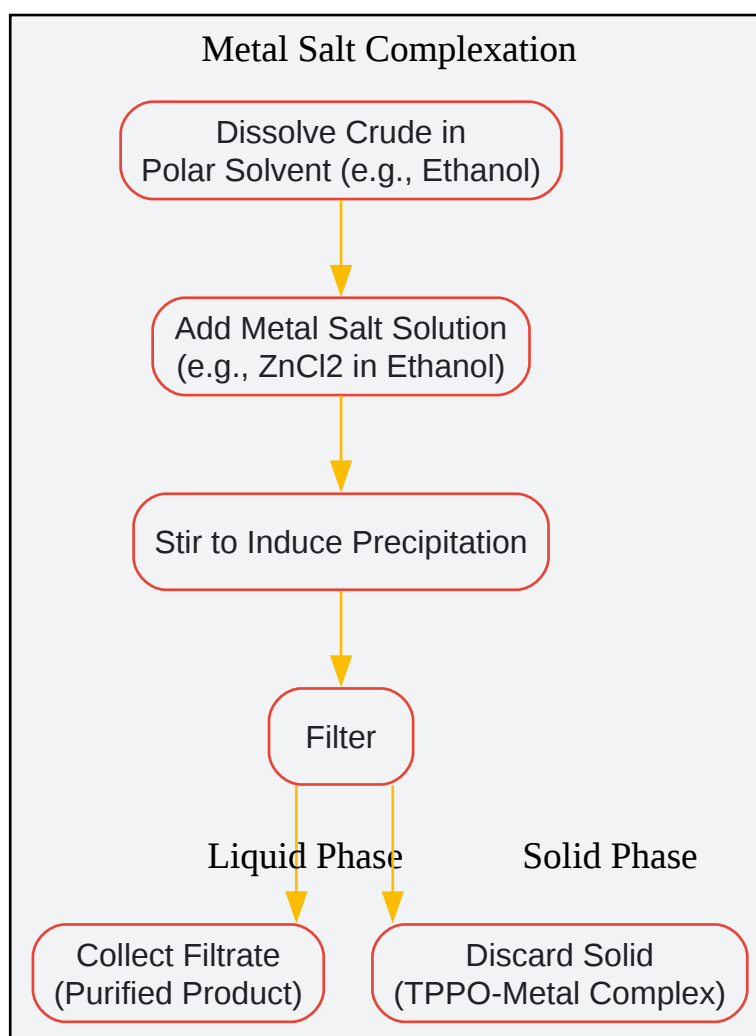 Metal Salt Complexation
Dissolve Crude in
Polar Solvent (e.g., Ethanol)
Add Metal Salt Solution
(e.g., ZnCl2 in Ethanol)
Stir to Induce Precipitation
Filter
Liquid Phase
Solid Phase
Collect Filtrate
(Purified Product)
Discard Solid
(TPPO-Metal Complex)